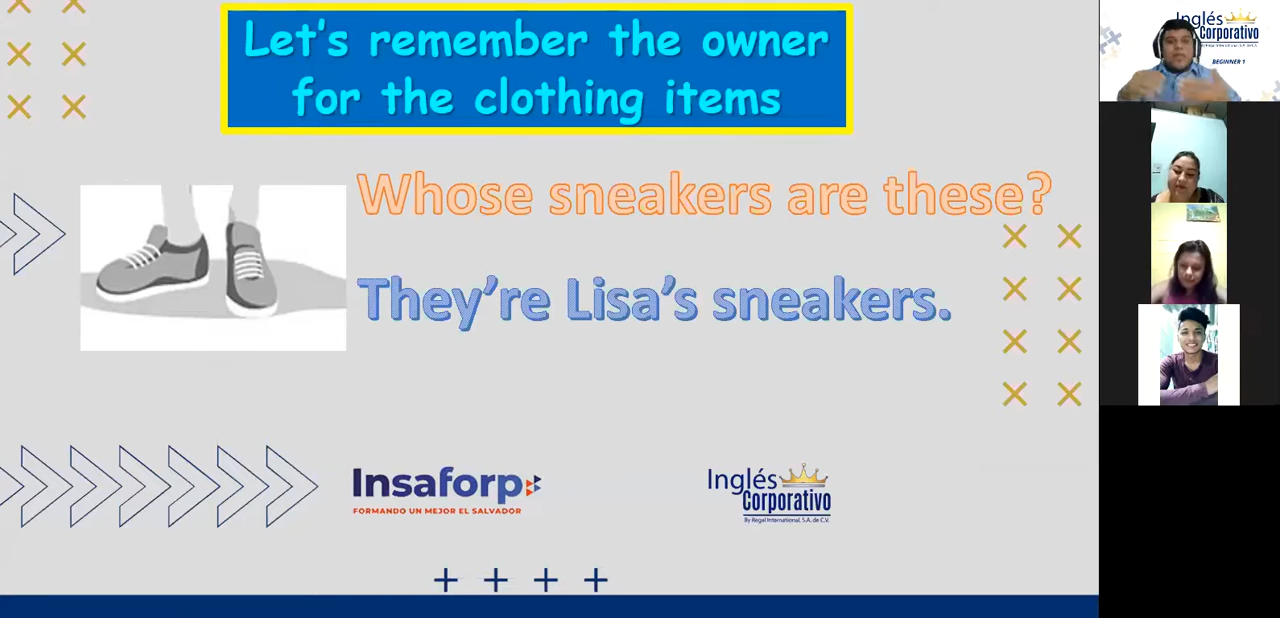 Let's remember the owner
for the clothing items
Whose sneakers are these?
They're Lisa's sneakers.
Insaforp
FORMANDO UN MEJOR EL SALVADOR
Inglés
Corporativo
By Regal International, S.A. de C.V.
Inglés
Corporativo
BEGINNER 1